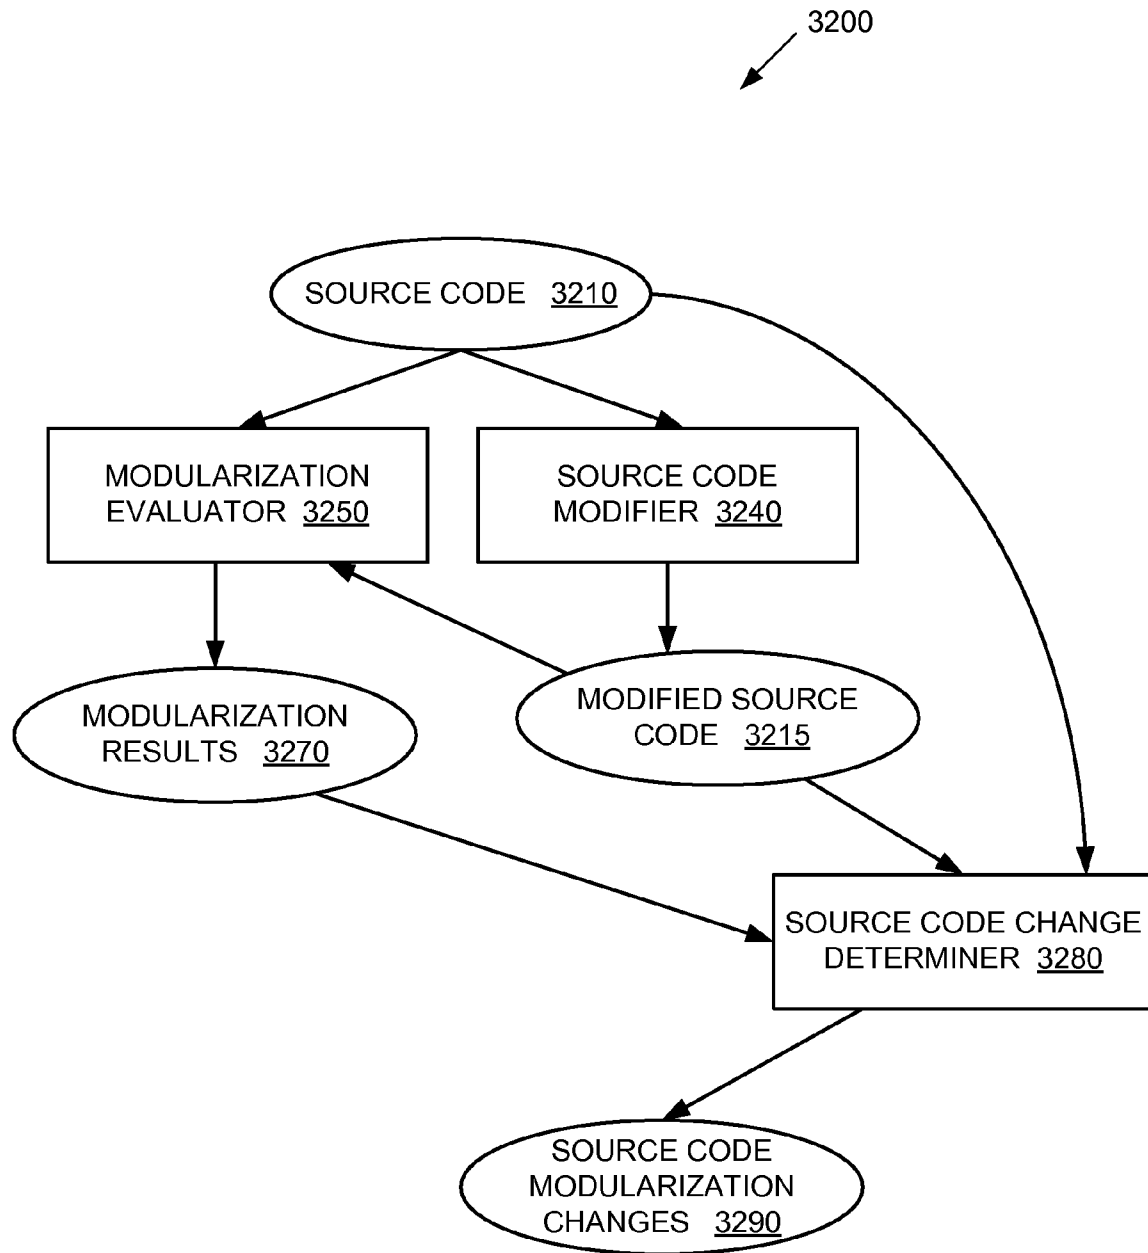 3200
SOURCE CODE 3210
MODULARIZATION
EVALUATOR 3250
SOURCE CODE
MODIFIER 3240
MODULARIZATION
RESULTS 3270
MODIFIED SOURCE
CODE 3215
SOURCE CODE CHANGE
DETERMINER 3280
SOURCE CODE
MODULARIZATION
CHANGES 3290